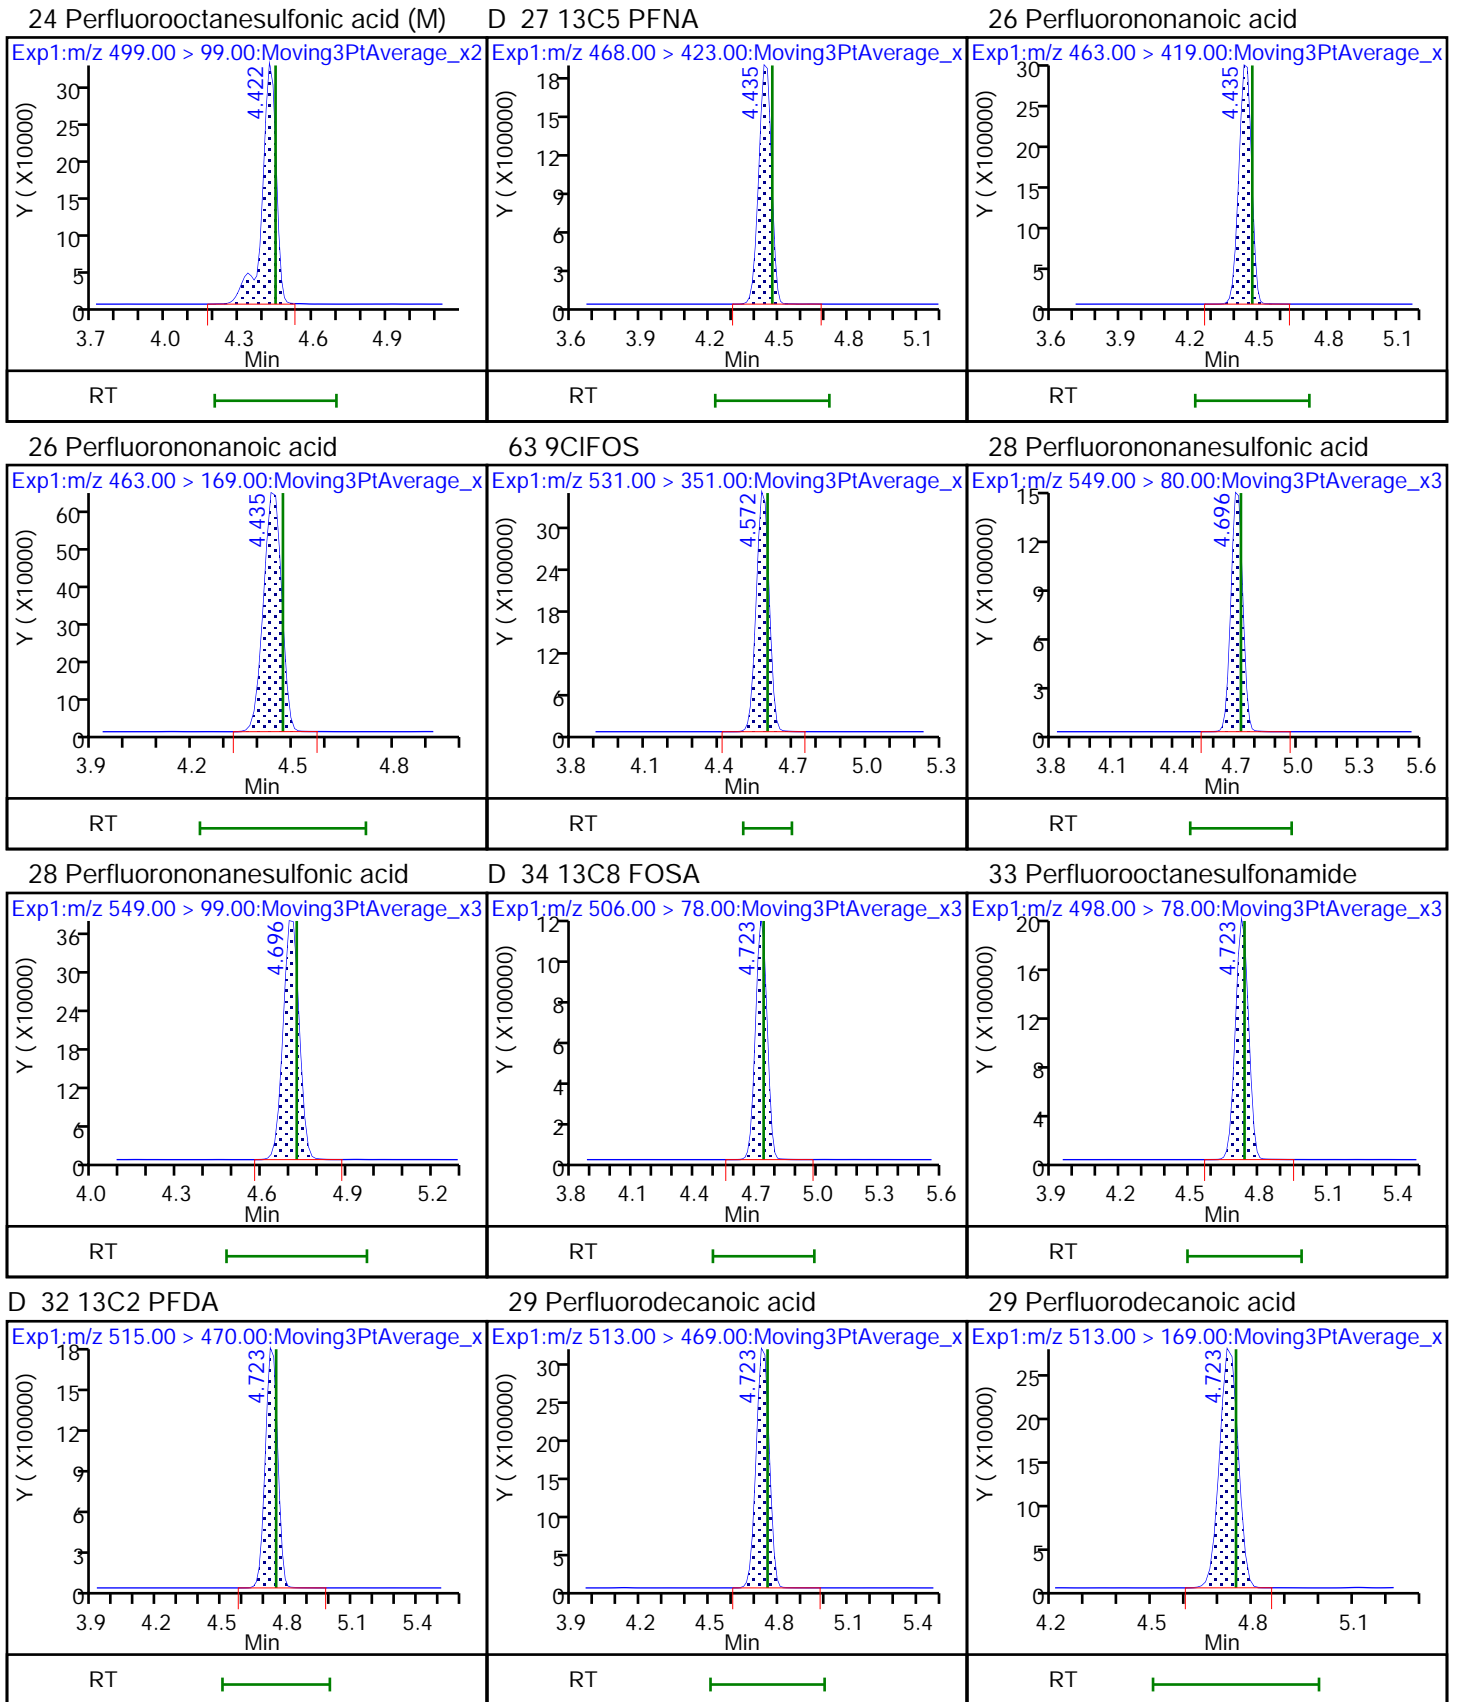 24 Perfluorooctanesulfonic acid (M)
Exp1:m/z 499.00 > 99.00:Moving3PtAverage_x2
4.422
Y ( X10000)
30
25
20
15
10
5
0
3.7 4.0 4.3 4.6 4.9
Min
RT
D 27 13C5 PFNA
Exp1:m/z 468.00 > 423.00:Moving3PtAverage_x
4.435
Y ( X100000)
18
15
12
9
6
3
0
3.6 3.9 4.2 4.5 4.8 5.1
Min
RT
26 Perfluorononanoic acid
Exp1:m/z 463.00 > 419.00:Moving3PtAverage_x
4.435
Y ( X100000)
30
25
20
15
10
5
0
3.6 3.9 4.2 4.5 4.8 5.1
Min
RT
26 Perfluorononanoic acid
Exp1:m/z 463.00 > 169.00:Moving3PtAverage_x
4.435
Y ( X10000)
60
50
40
30
20
10
0
3.9 4.2 4.5 4.8
Min
RT
63 9ClFOS
Exp1:m/z 531.00 > 351.00:Moving3PtAverage_x
4.572
Y ( X100000)
30
24
18
12
6
0
3.8 4.1 4.4 4.7 5.0 5.3
Min
RT
28 Perfluorononanesulfonic acid
Exp1:m/z 549.00 > 80.00:Moving3PtAverage_x3
4.696
Y ( X100000)
15
12
9
6
3
0
3.8 4.1 4.4 4.7 5.0 5.3 5.6
Min
RT
28 Perfluorononanesulfonic acid
Exp1:m/z 549.00 > 99.00:Moving3PtAverage_x3
4.696
Y ( X10000)
36
30
24
18
12
6
0
4.0 4.3 4.6 4.9 5.2
Min
RT
D 34 13C8 FOSA
Exp1:m/z 506.00 > 78.00:Moving3PtAverage_x3
4.723
Y ( X100000)
12
10
8
6
4
2
0
3.8 4.1 4.4 4.7 5.0 5.3 5.6
Min
RT
33 Perfluorooctanesulfonamide
Exp1:m/z 498.00 > 78.00:Moving3PtAverage_x3
4.723
Y ( X100000)
20
16
12
8
4
0
3.9 4.2 4.5 4.8 5.1 5.4
Min
RT
D 32 13C2 PFDA
Exp1:m/z 515.00 > 470.00:Moving3PtAverage_x
4.723
Y ( X100000)
18
15
12
9
6
3
0
3.9 4.2 4.5 4.8 5.1 5.4
Min
RT
29 Perfluorodecanoic acid
Exp1:m/z 513.00 > 469.00:Moving3PtAverage_x
4.723
Y ( X100000)
30
25
20
15
10
5
0
3.9 4.2 4.5 4.8 5.1 5.4
Min
RT
29 Perfluorodecanoic acid
Exp1:m/z 513.00 > 169.00:Moving3PtAverage_x
4.723
Y ( X10000)
25
20
15
10
5
0
4.2 4.5 4.8 5.1
Min
RT